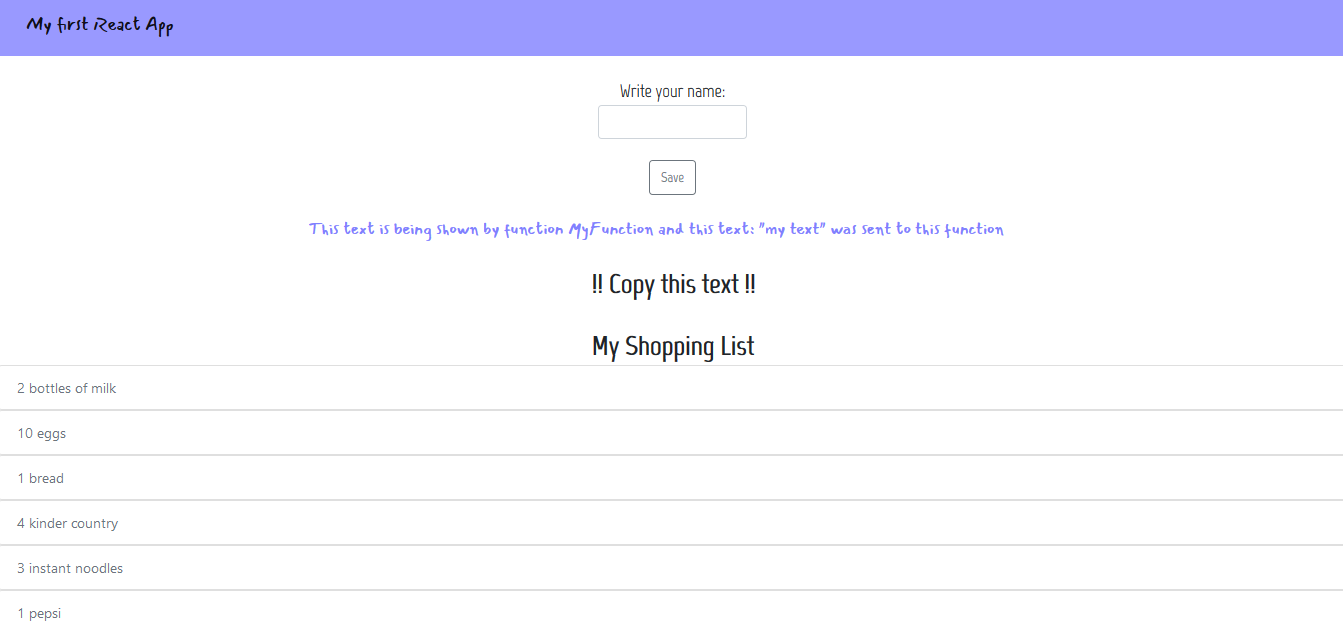 My first React App
Write your name:
Save
This text is being shown by function MyFunction and this text: "my text" was sent to this function
!! Copy this text !!
My Shopping List
2 bottles of milk
10 eggs
1 bread
4 kinder country
3 instant noodles
1 pepsi